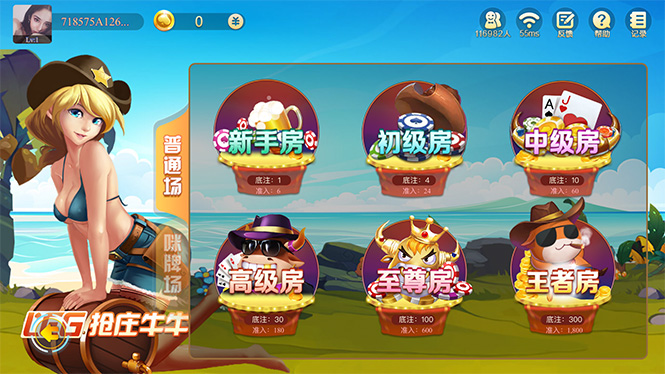 718575A126...
Lv:1
0
116982人
55ms
反馈
帮助
记录
普通场
咪牌场
新手房
底注：1
准入：6
初级房
底注：4
准入：24
A
J
中级房
底注：10
准入：60
高级房
底注：30
准入：180
至尊房
底注：100
准入：600
王者房
底注：300
准入：1,800
抢庄牛牛